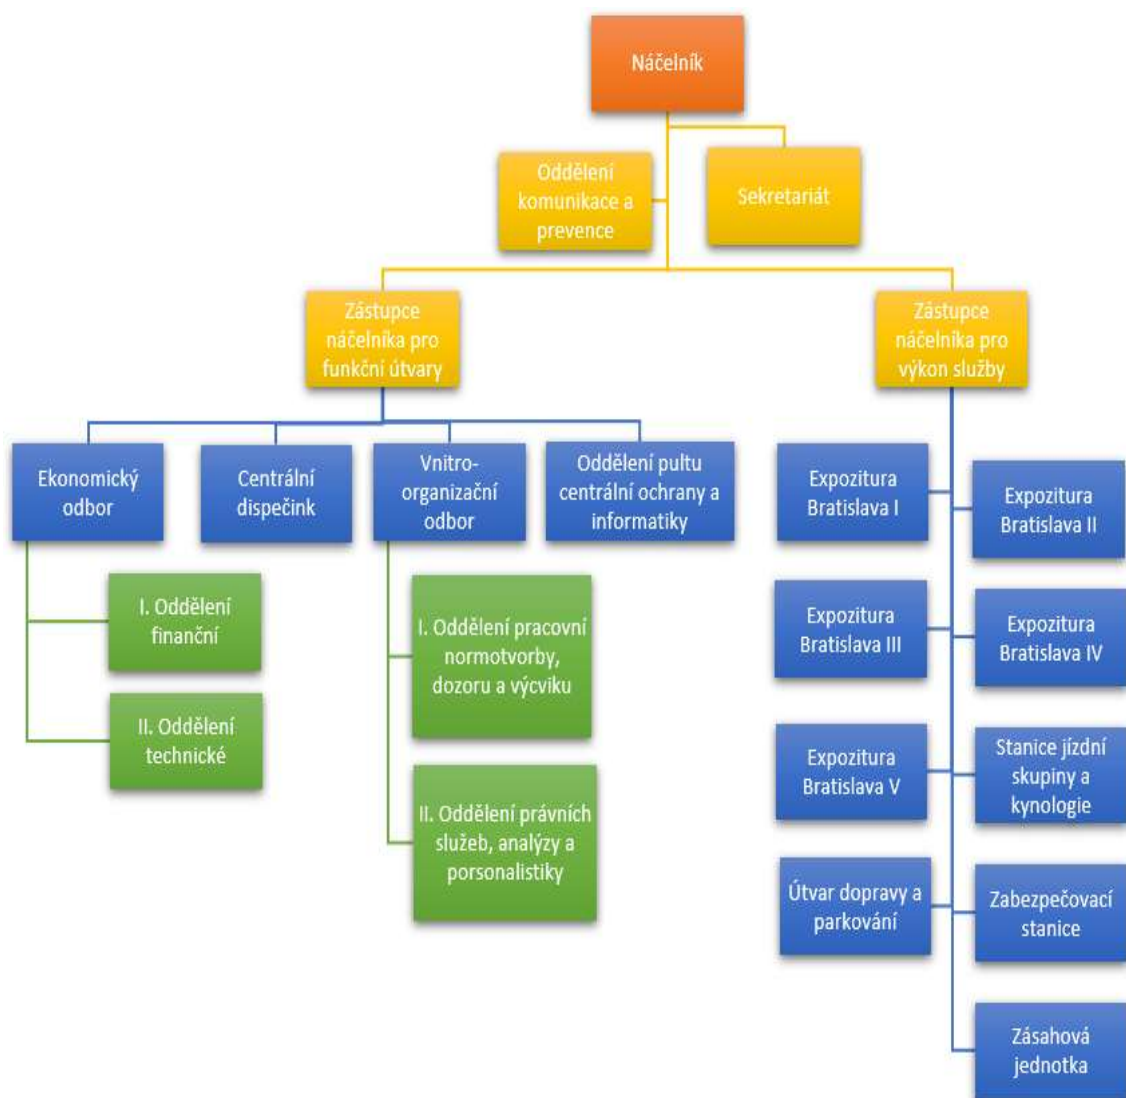 Náčelník
Oddělení
komunikace a
prevence
Sekretariát
Zástupce
náčelníka pro
funkční útvary
Zástupce
náčelníka pro
výkon služby
Ekonomický
odbor
Centrální
dispečink
Vnitro-
organizační
odbor
Oddělení pultu
centrální ochrany a
informatiky
I. Oddělení
finanční
II. Oddělení
technické
I. Oddělení pracovní
normotvorby,
dozoru a výcviku
II. Oddělení právních
služeb, analýzy a
porsonalistiky
Expozitura
Bratislava I
Expozitura
Bratislava II
Expozitura
Bratislava III
Expozitura
Bratislava IV
Expozitura
Bratislava V
Stanice jízdní
skupiny a
kynologie
Útvar dopravy a
parkování
Zabezpečovací
stanice
Zásahová
jednotka